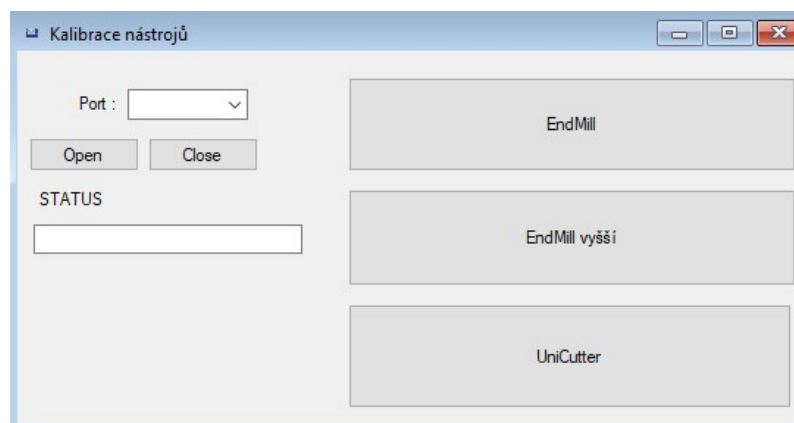 Kalibrace nástrojů
Port :
Open
Close
STATUS
EndMill
EndMill vyšší
UniCutter